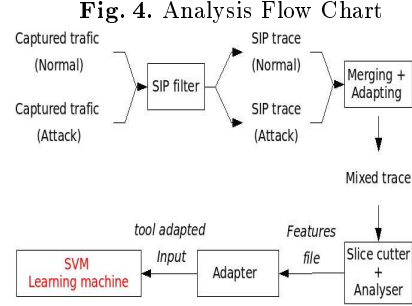 Fig. 4. Analysis Flow Chart
Captured trafic
(Normal)
SIP trace
(Normal)
SIP filter
Merging +
Adapting
Captured trafic
(Attack)
SIP trace
(Attack)
Mixed trace
Slice cutter
+
Analyser
Features
file
Adapter
tool adapted
Input
SVM
Learning machine